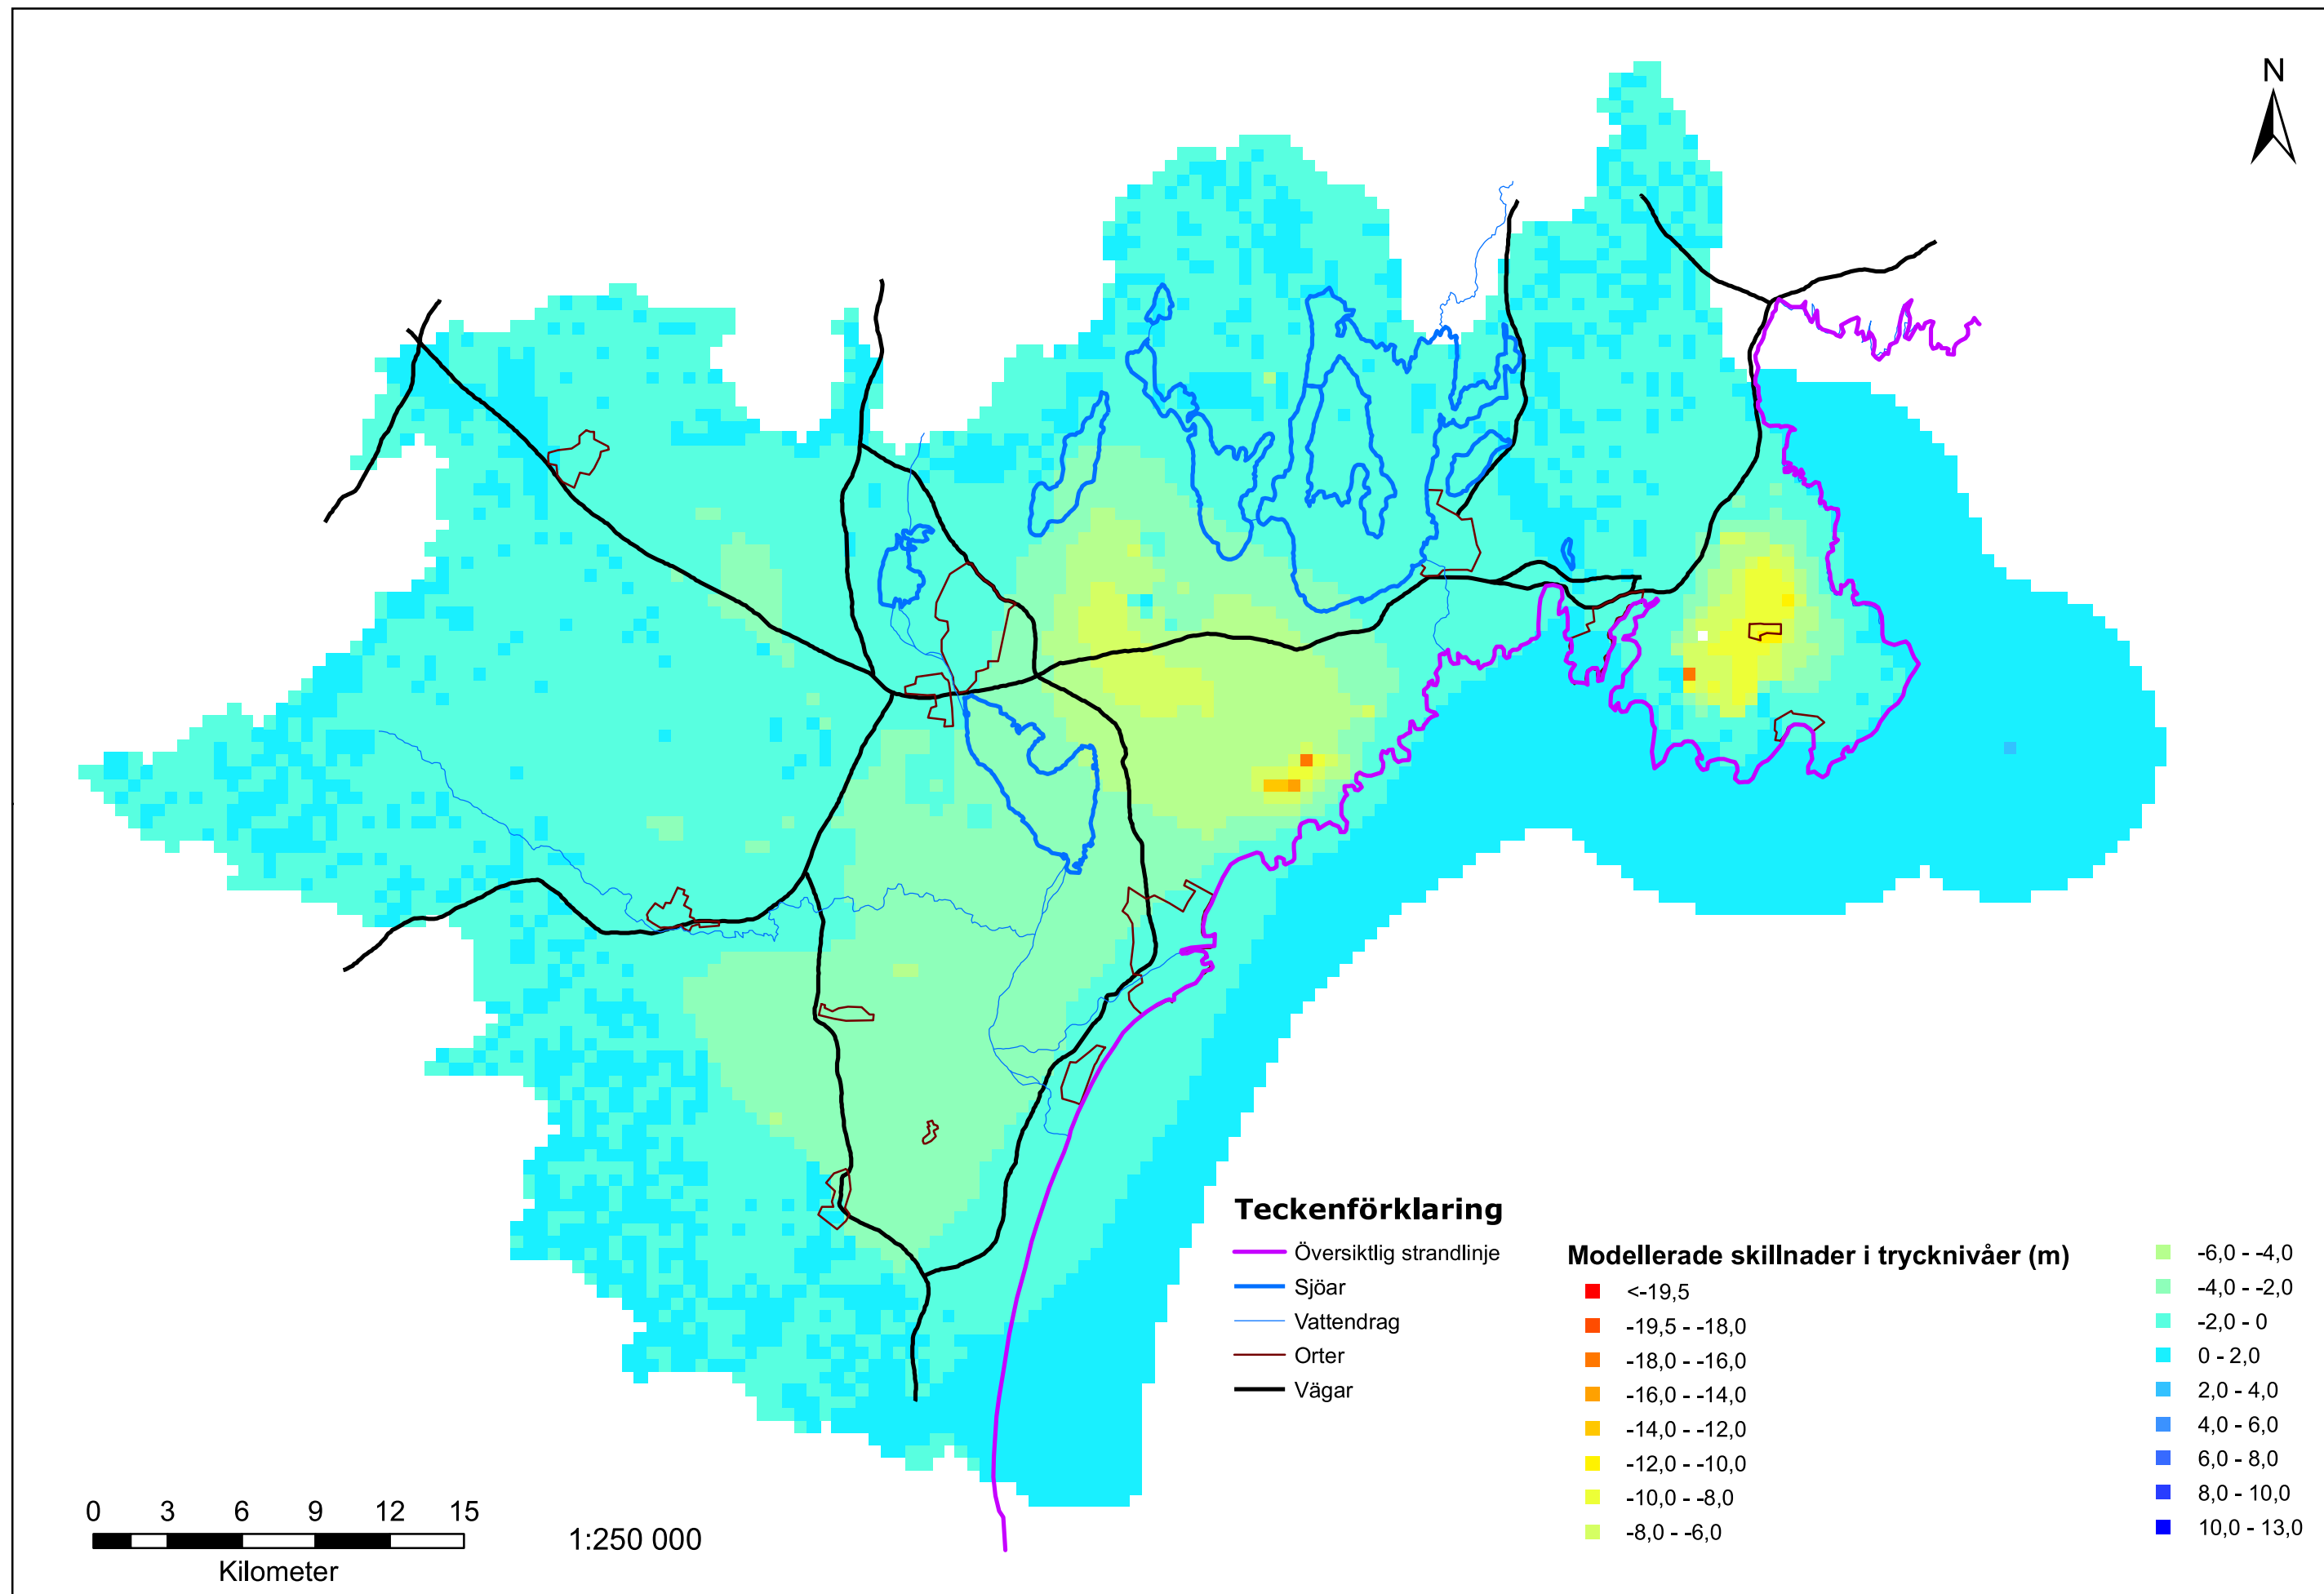 N
Teckenförklaring
Översiktlig strandlinje
Sjöar
Vattendrag
Orter
Vägar
Modellerade skillnader i trycknivåer (m)
<-19,5
-19,5 - -18,0
-18,0 - -16,0
-16,0 - -14,0
-14,0 - -12,0
-12,0 - -10,0
-10,0 - -8,0
-8,0 - -6,0
-6,0 - -4,0
-4,0 - -2,0
-2,0 - 0
0 - 2,0
2,0 - 4,0
4,0 - 6,0
6,0 - 8,0
8,0 - 10,0
10,0 - 13,0
0 3 6 9 12 15
Kilometer
1:250 000